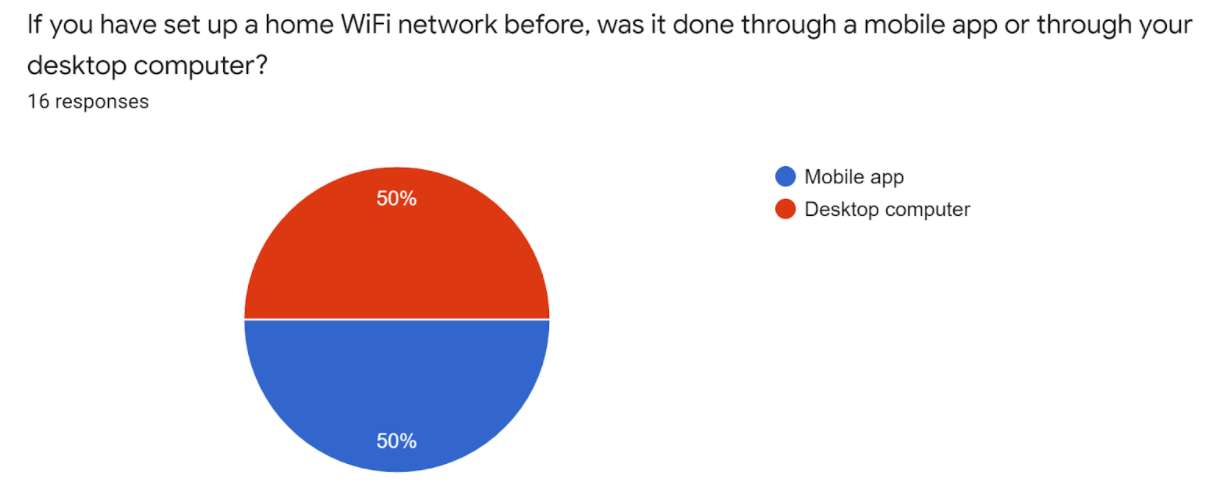 If you have set up a home WiFi network before, was it done through a mobile app or through your
desktop computer?
16 responses
50%
50%
Mobile app
Desktop computer